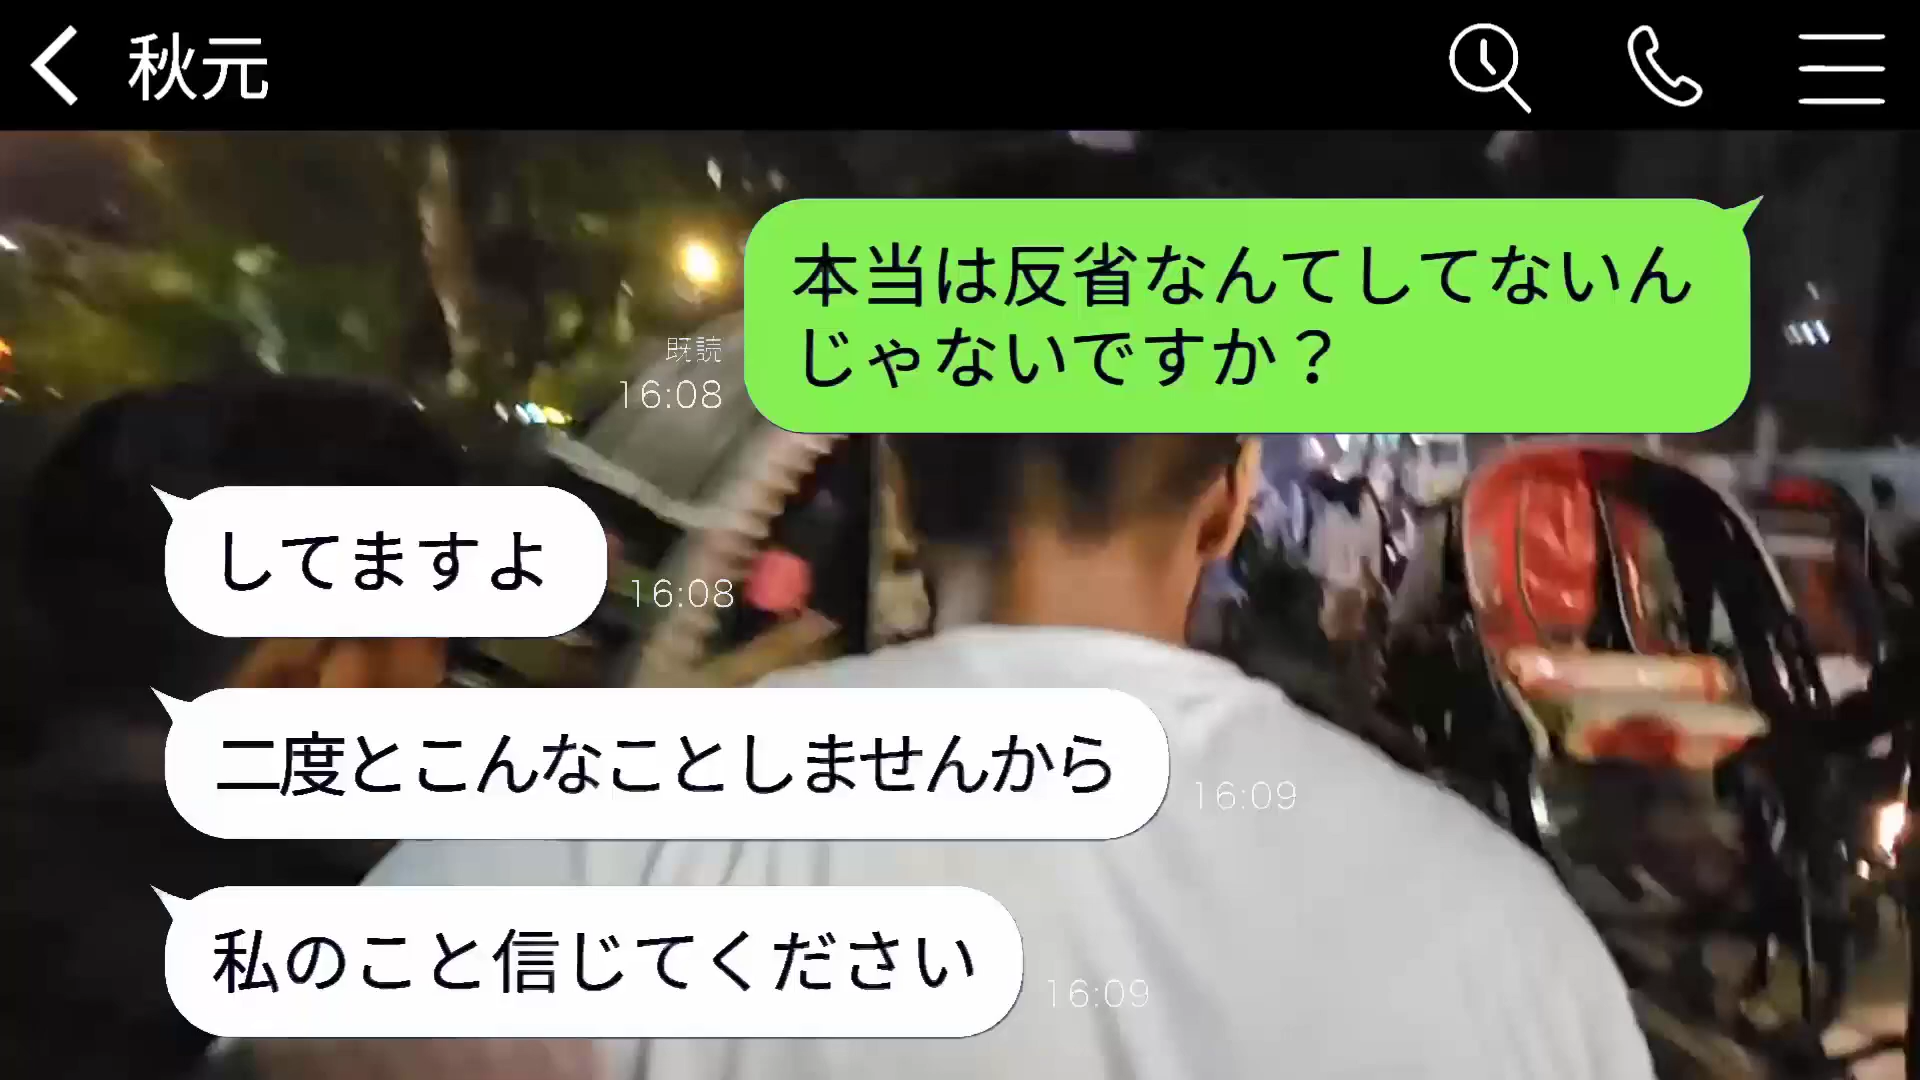 秋元
本当は反省なんてしてないん
じゃないですか？
既読
16:08
してますよ
16:08
二度とこんなことしませんから
16:09
私のこと信じてください
16:09